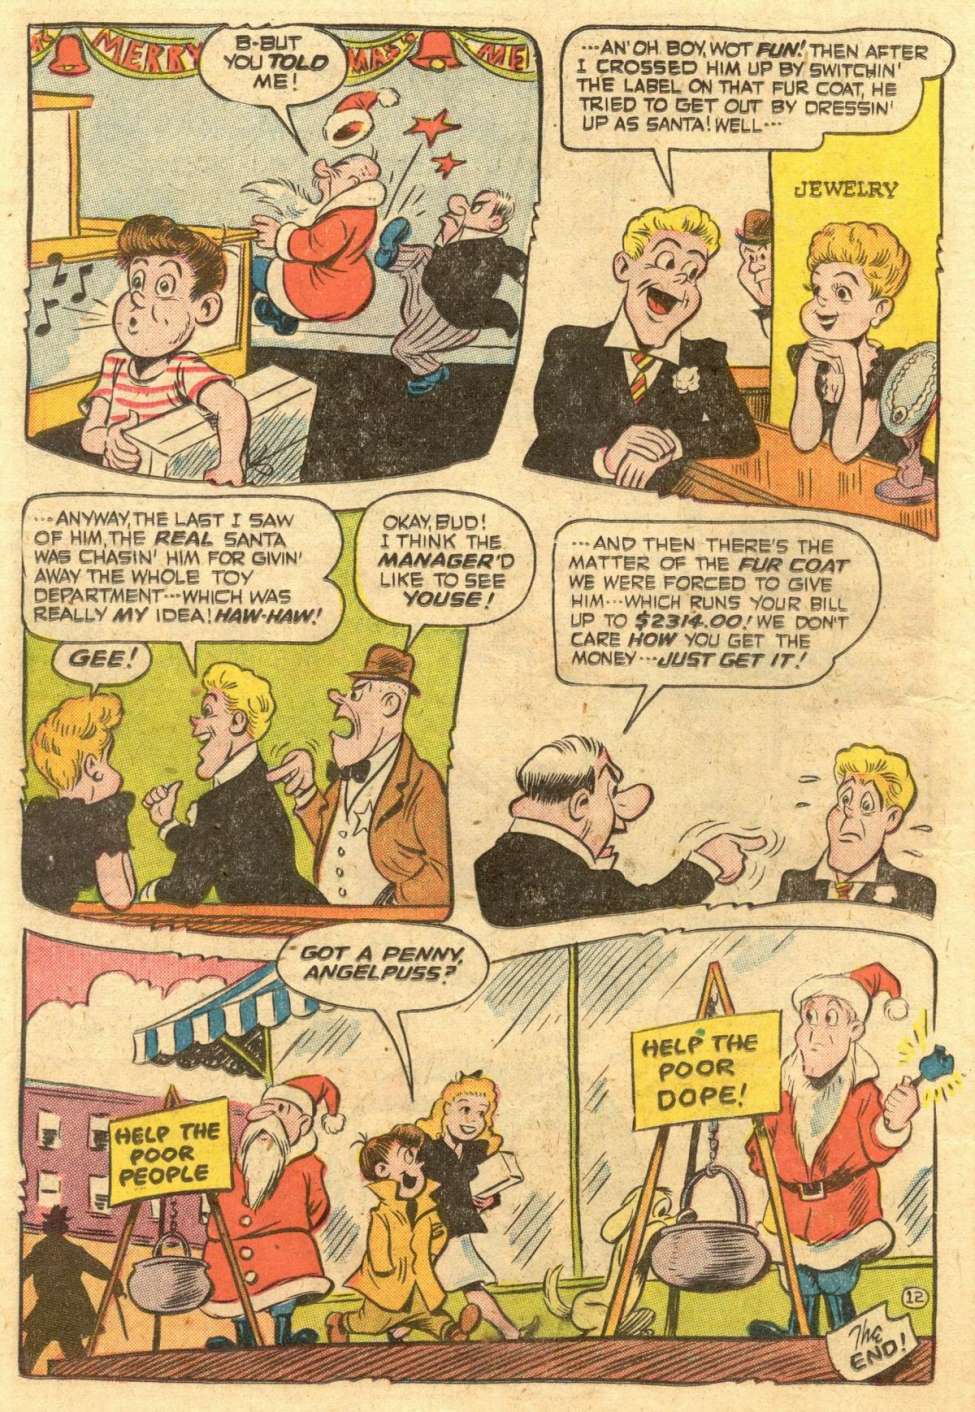 MERRY
MAS
ME
B-BUT
YOU TOLD
ME!
...AN' OH BOY, WOT FUN! THEN AFTER
I CROSSED HIM UP BY SWITCHIN'
THE LABEL ON THAT FUR COAT, HE
TRIED TO GET OUT BY DRESSIN'
UP AS SANTA! WELL...
JEWELRY
...ANYWAY, THE LAST I SAW
OF HIM, THE REAL SANTA
WAS CHASIN' HIM FOR GIVIN'
AWAY THE WHOLE TOY
DEPARTMENT...WHICH WAS
REALLY MY IDEA! HAW-HAW!
GEE!
OKAY, BUD!
I THINK THE
MANAGER'D
LIKE TO SEE
YOUSE!
...AND THEN THERE'S THE
MATTER OF THE FUR COAT
WE WERE FORCED TO GIVE
HIM...WHICH RUNS YOUR BILL
UP TO $2314.00! WE DON'T
CARE HOW YOU GET THE
MONEY...JUST GET IT!
GOT A PENNY,
ANGELPUSS?
HELP THE
POOR
PEOPLE
HELP THE
POOR
DOPE!
12
The
END!